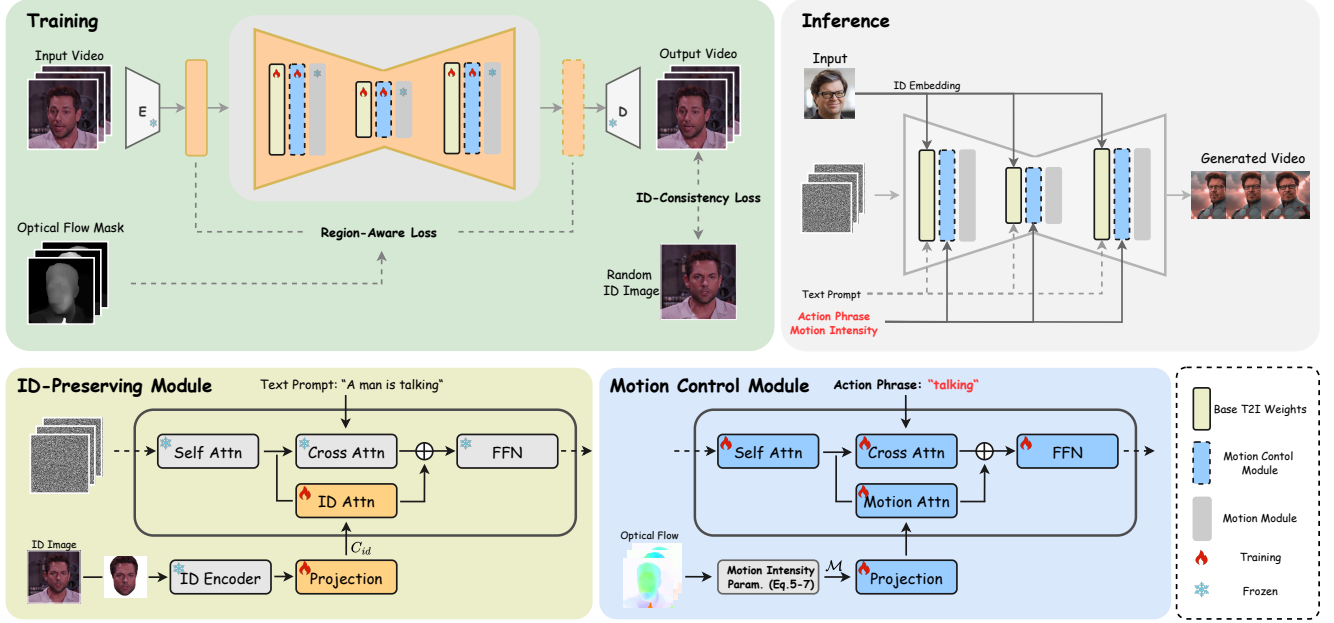 Training
Input Video
E
D
Output Video
Region-Aware Loss
ID-Consistency Loss
Optical Flow Mask
Random
ID Image
Inference
Input
ID Embedding
Generated Video
Text Prompt
Action Phrase
Motion Intensity
ID-Preserving Module
Text Prompt: “A man is talking“
Self Attn
Cross Attn
FFN
ID Attn
C_{id}
ID Image
ID Encoder
Projection
Motion Control Module
Action Phrase: “talking“
Self Attn
Cross Attn
FFN
Motion Attn
Optical Flow
Motion Intensity
Param. (Eq.5-7)
ℳ
Projection
Base T2I Weights
Motion Contol
Module
Motion Module
Training
Frozen